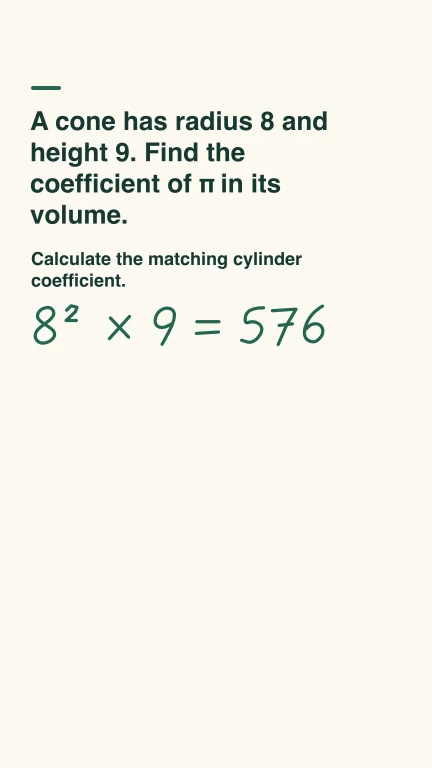 A cone has radius 8 and
height 9. Find the
coefficient of π in its
volume.
Calculate the matching cylinder
coefficient.
8² × 9 = 576